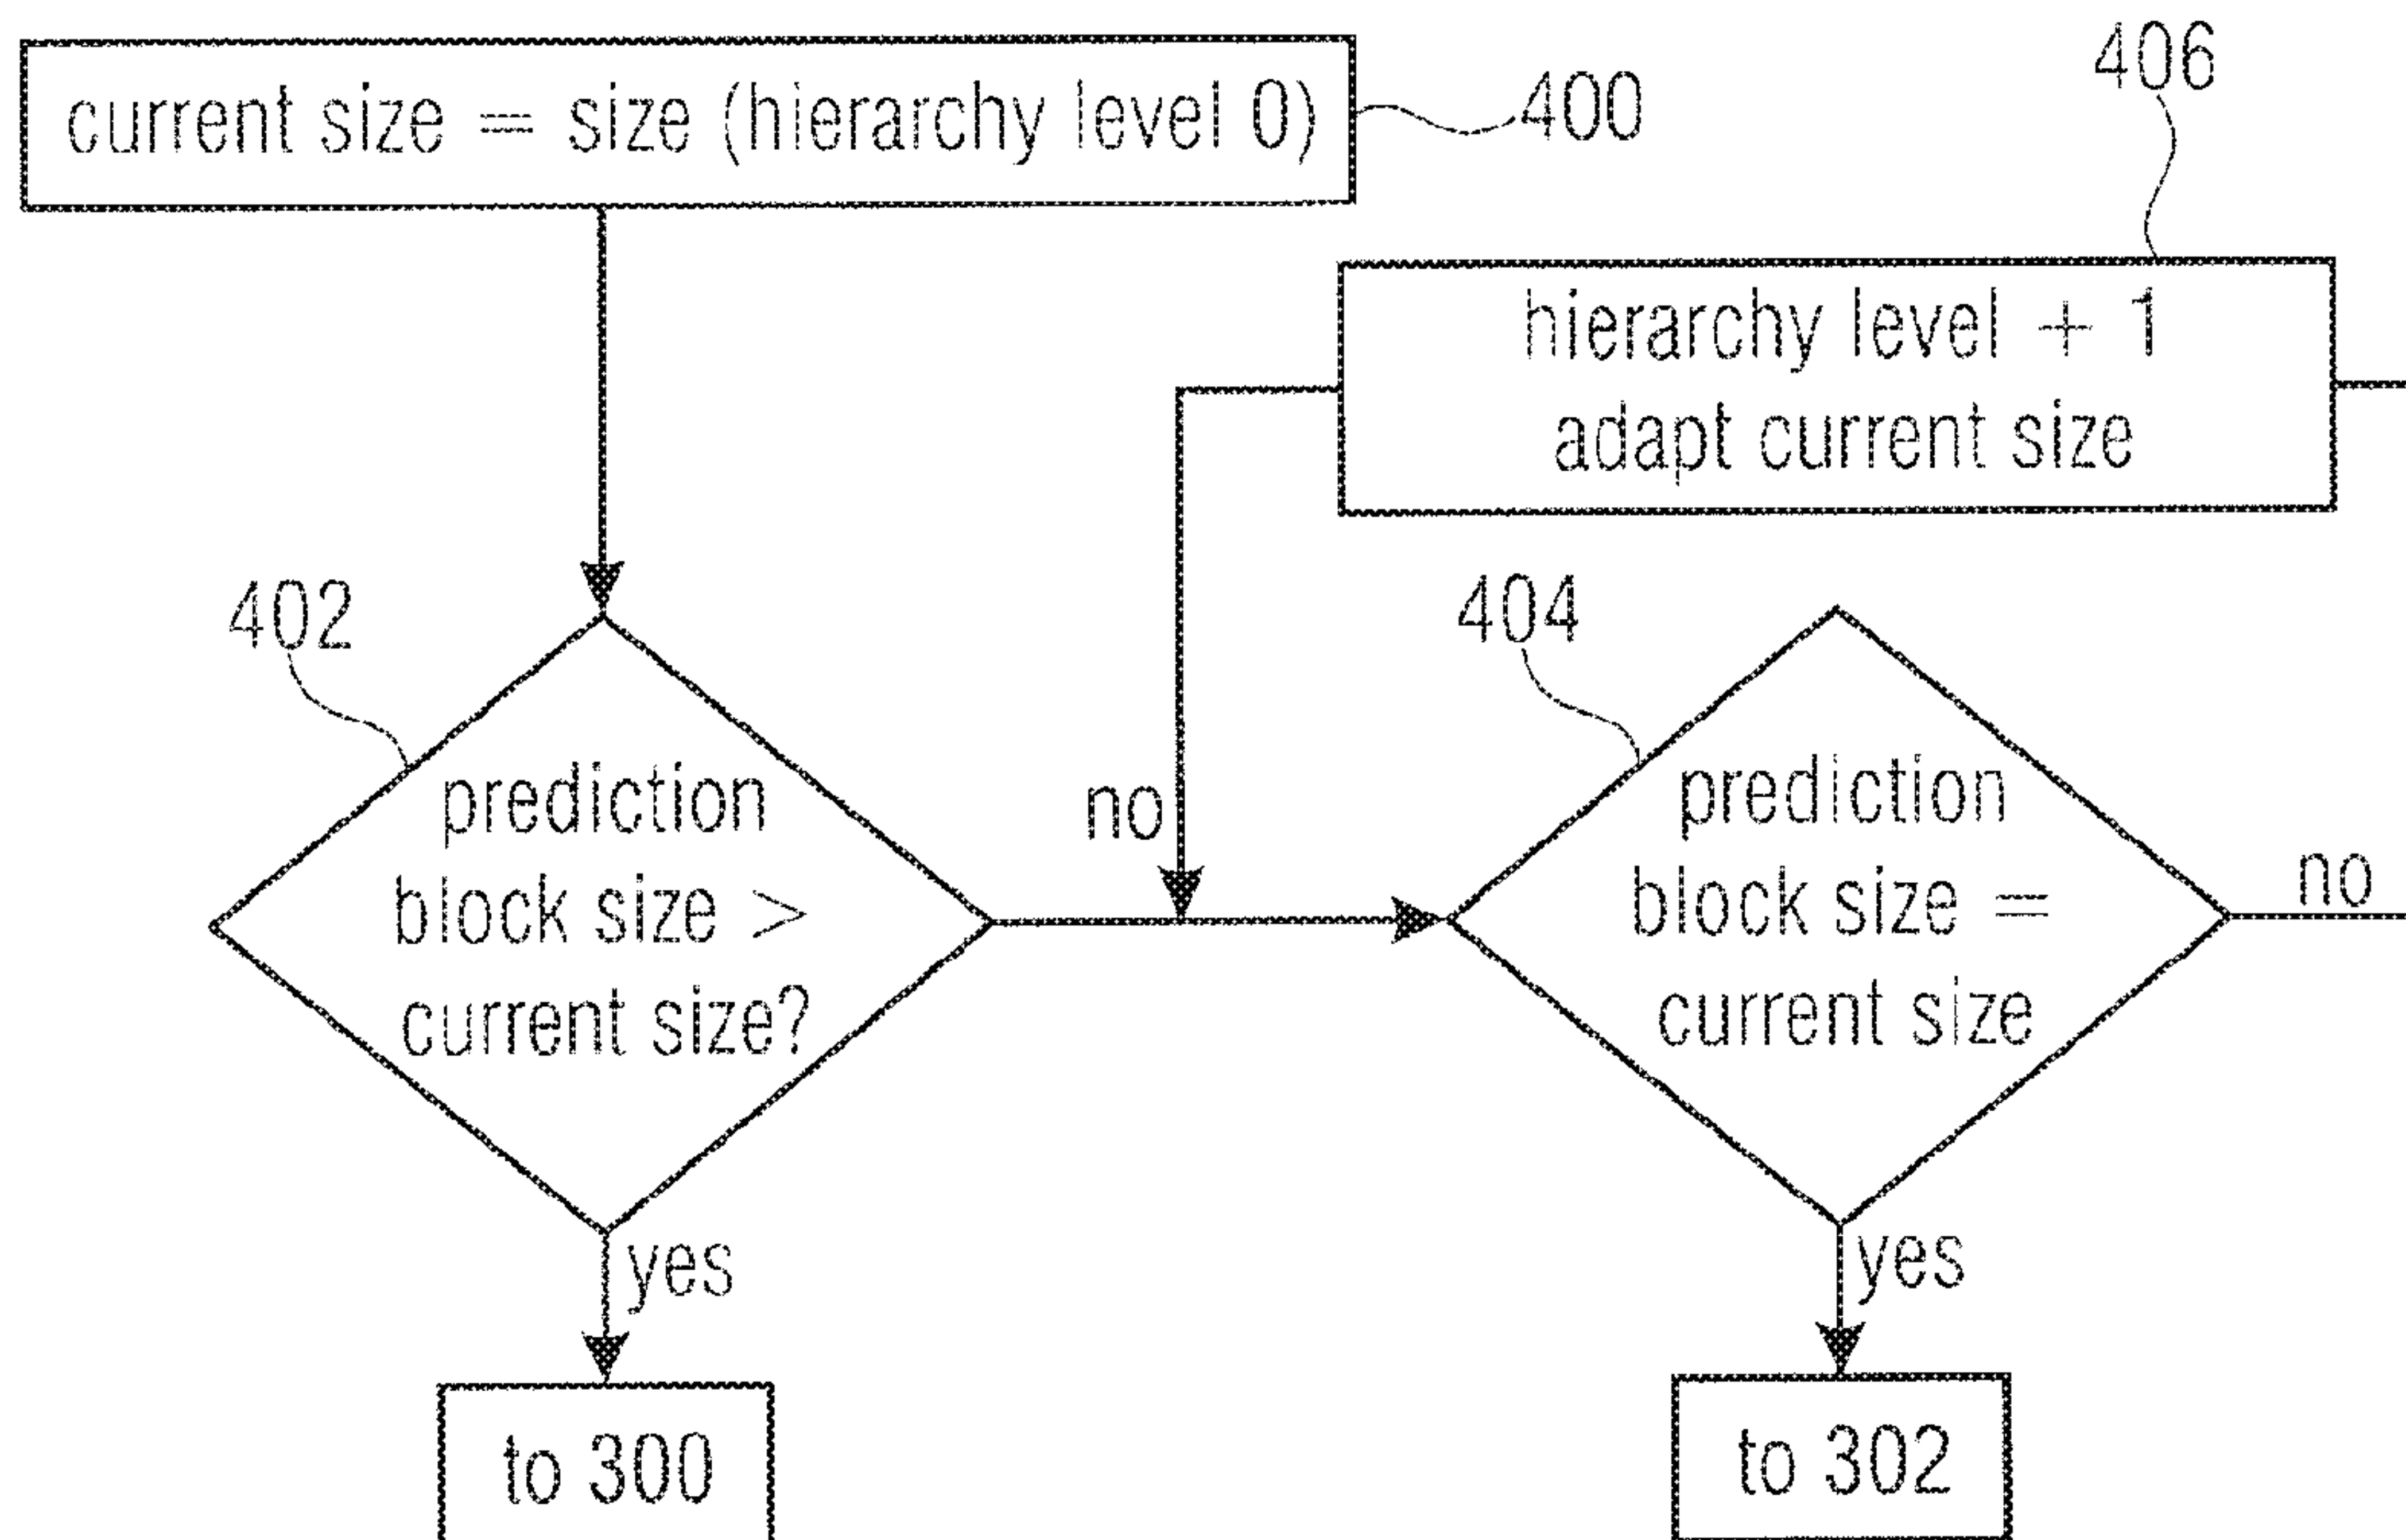 current size = size (hierarchy level 0)
400
406
hierarchy level + 1
adapt current size
402
prediction
block size >
current size?
no
404
prediction
block size =
current size
no
yes
yes
to 300
to 302